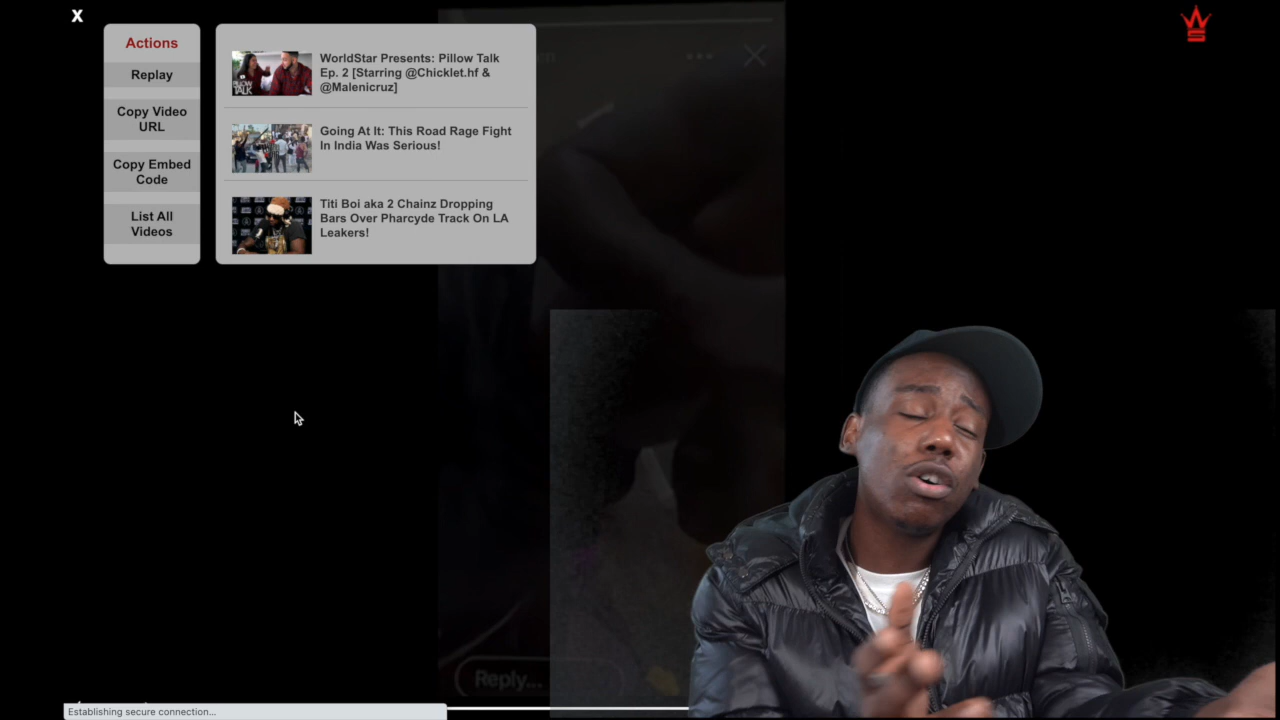 X
Actions
Replay
Copy Video
URL
Copy Embed
Code
List All
Videos
WorldStar Presents: Pillow Talk
Ep. 2 [Starring @Chicklet.hf &
@Malenicruz]
Going At It: This Road Rage Fight
In India Was Serious!
Titi Boi aka 2 Chainz Dropping
Bars Over Pharcyde Track On LA
Leakers!
Reply...
Establishing secure connection...